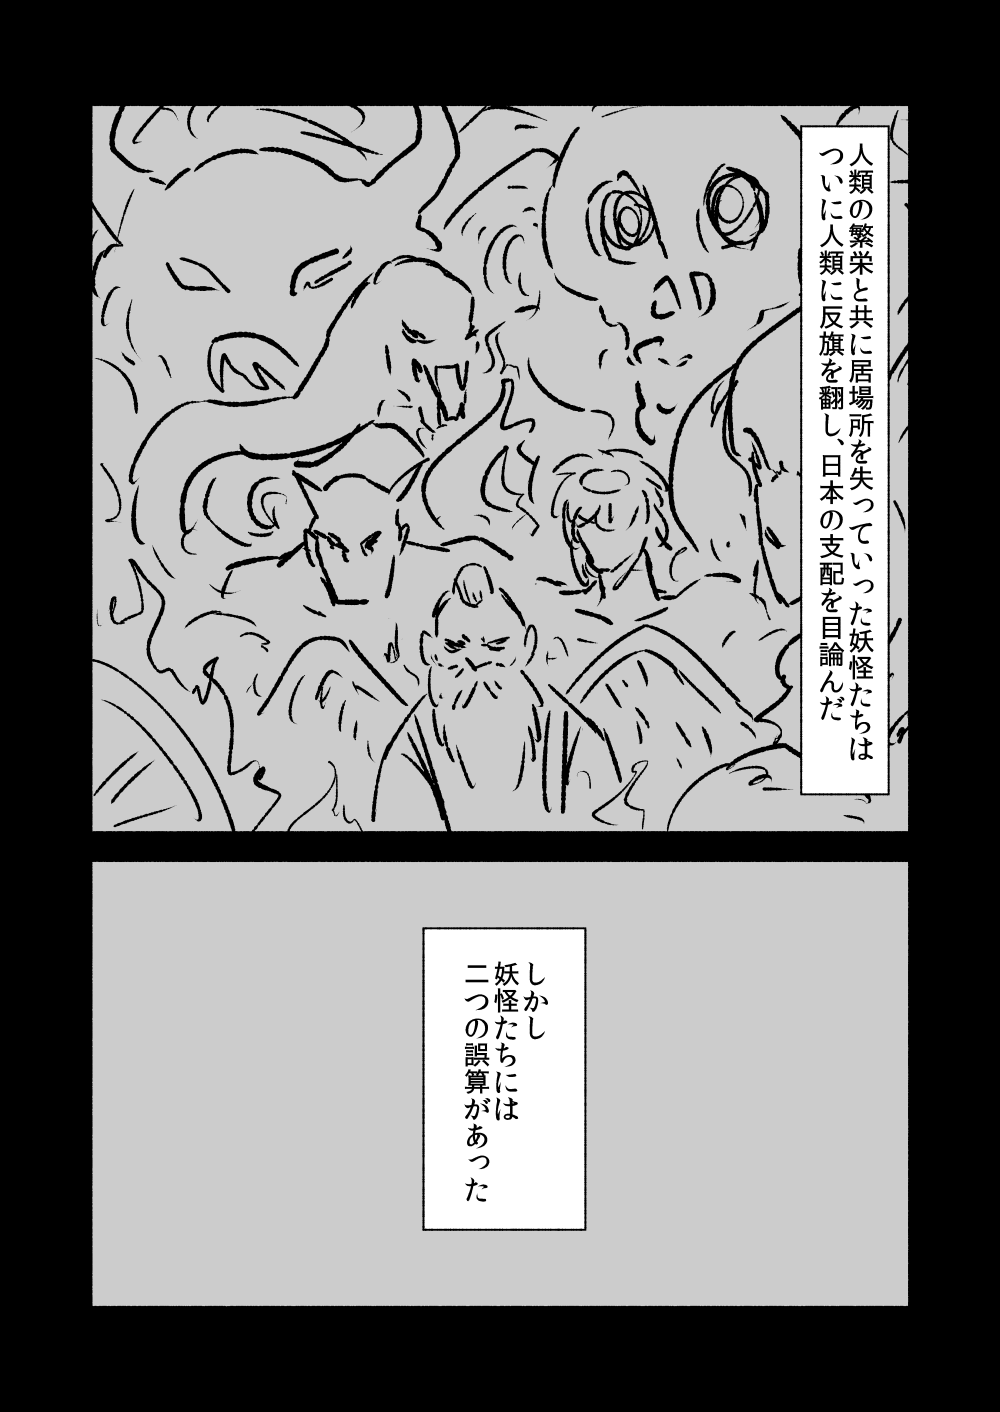 人類の繁栄と共に居場所を失っていった妖怪たちは
ついに人類に反旗を翻し、日本の支配を目論んだ
しかし
妖怪たちには
二つの誤算があった